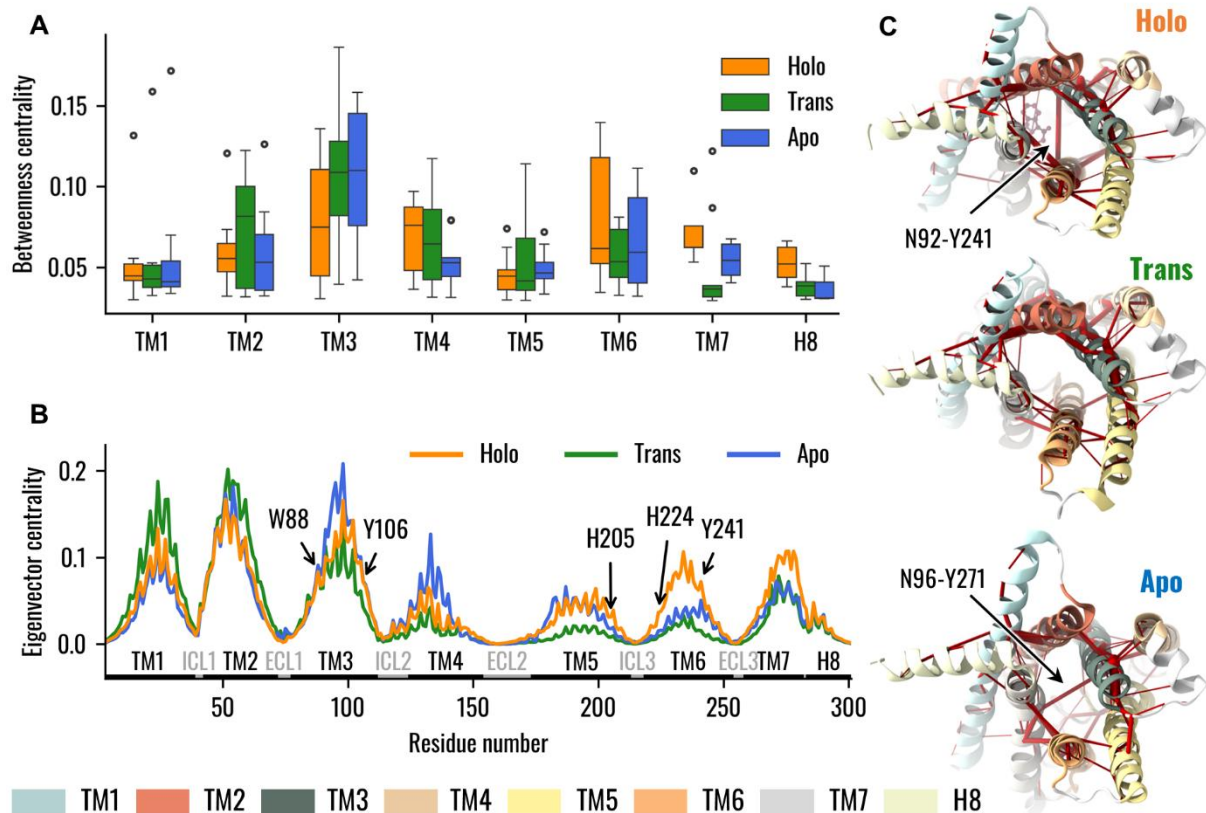 A
Betweenness centrality
0.15
0.10
0.05
Holo
Trans
Apo
TM1 TM2 TM3 TM4 TM5 TM6 TM7 H8
B
Eigenvector centrality
0.2
0.1
0.0
Holo Trans Apo
W88 Y106 H205 H224 Y241
TM1 ICL1 TM2 ECL1 TM3 ICL2 TM4 ECL2 TM5 ICL3 TM6 ECL3 TM7 H8
50 100 150 200 250 300
Residue number
C
Holo
N92-Y241
Trans
Apo
N96-Y271
TM1 TM2 TM3 TM4 TM5 TM6 TM7 H8